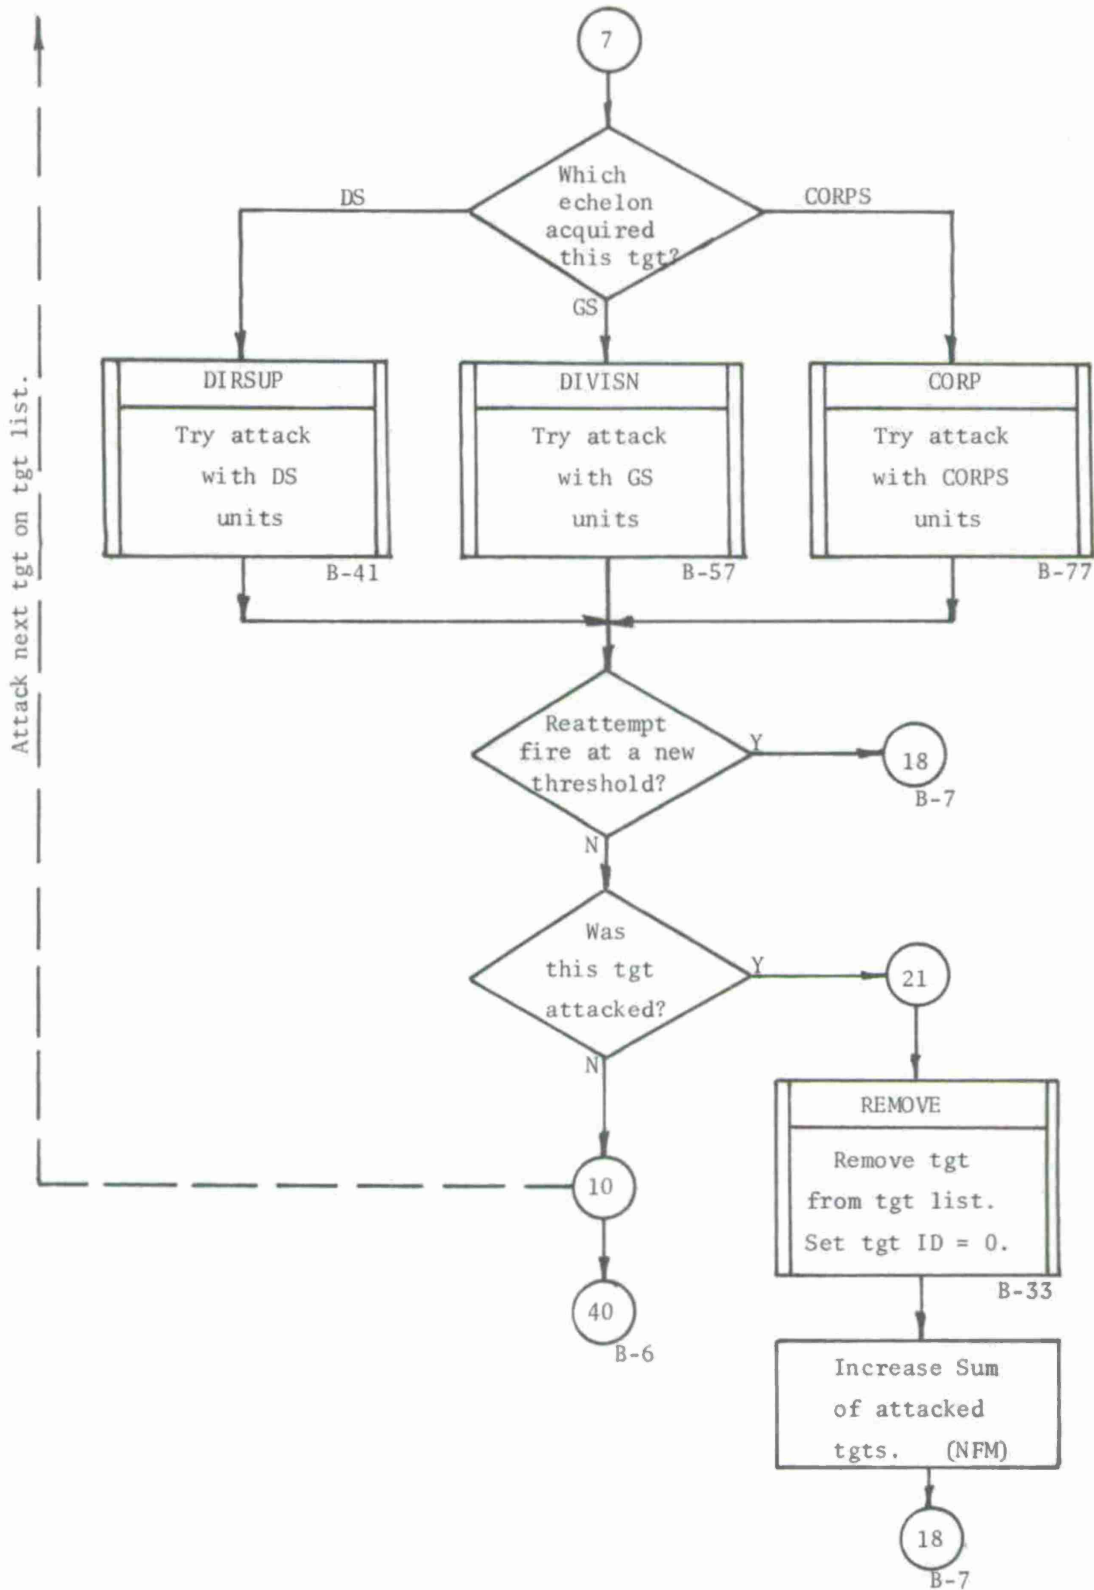 7
Which
echelon
acquired
this tgt?
DS
CORPS
GS
DIRSUP
Try attack
with DS
units
B-41
DIVISN
Try attack
with GS
units
B-57
CORP
Try attack
with CORPS
units
B-77
Attack next tgt on tgt list.
Reattempt
fire at a new
threshold?
Y
18
B-7
N
Was
this tgt
attacked?
Y
21
N
REMOVE
Remove tgt
from tgt list.
Set tgt ID = 0.
B-33
10
40
B-6
Increase Sum
of attacked
tgts. (NFM)
18
B-7